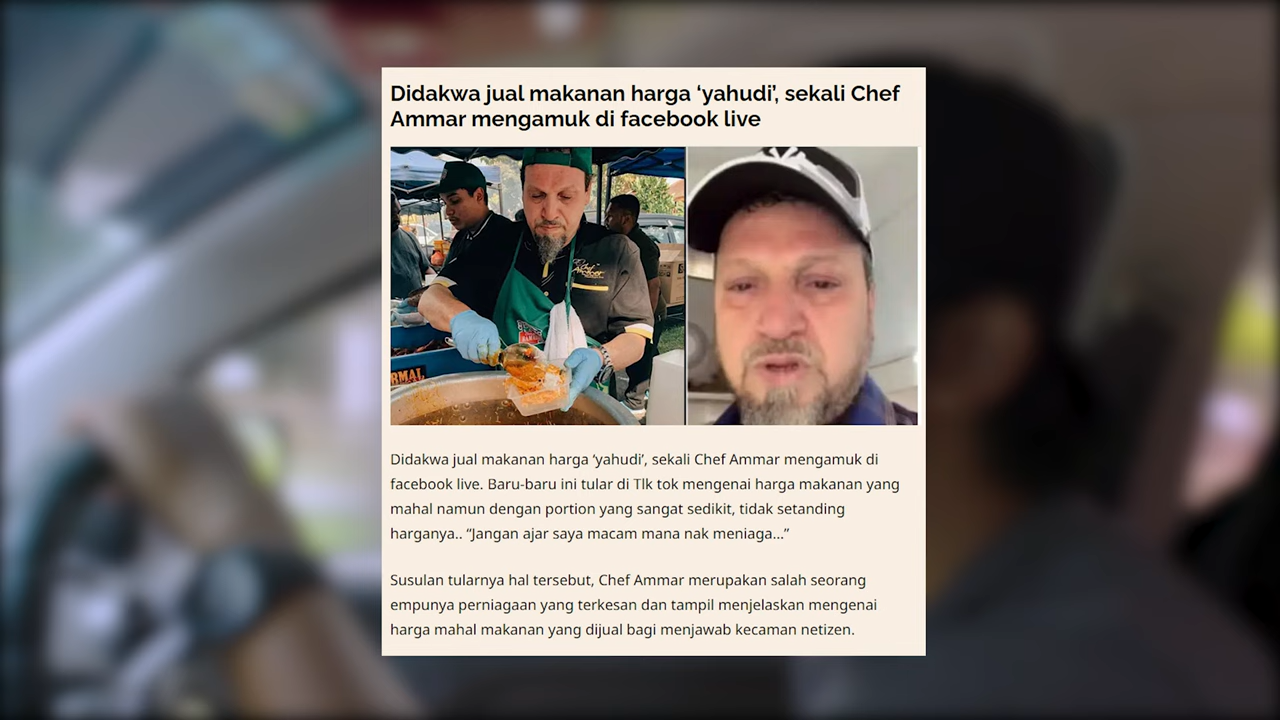 Didakwa jual makanan harga ‘yahudi’, sekali Chef
Ammar mengamuk di facebook live
RMAL
Didakwa jual makanan harga ‘yahudi’, sekali Chef Ammar mengamuk di
facebook live. Baru-baru ini tular di Tlk tok mengenai harga makanan yang
mahal namun dengan portion yang sangat sedikit, tidak setanding
harganya.. “Jangan ajar saya macam mana nak meniaga…”
Susulan tularnya hal tersebut, Chef Ammar merupakan salah seorang
empunya perniagaan yang terkesan dan tampil menjelaskan mengenai
harga mahal makanan yang dijual bagi menjawab kecaman netizen.